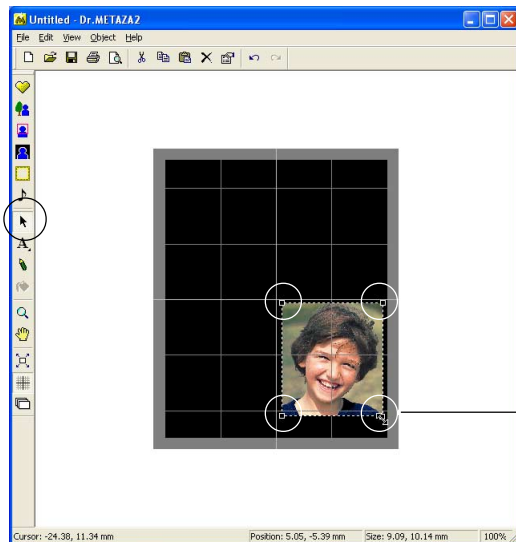 Untitled - Dr.METAZA2
File Edit View Object Help
A
Cursor: -24.38, 11.34 mm Position: 5.05, -5.39 mm Size: 9.09, 10.14 mm 100%